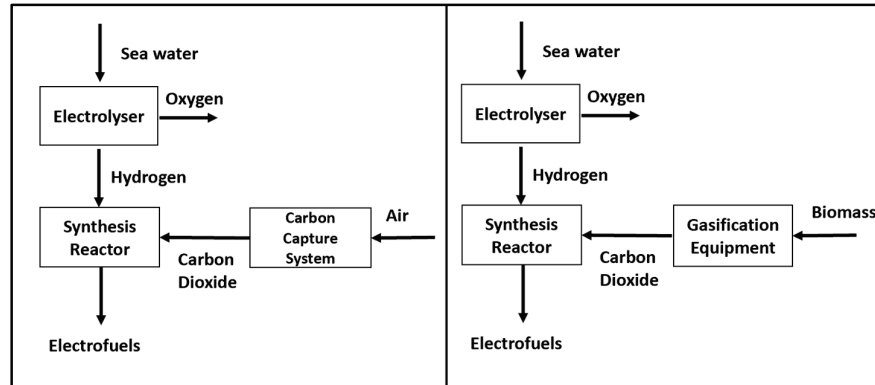 Sea water
Electrolyser
Oxygen
Hydrogen
Synthesis
Reactor
Carbon
Dioxide
Carbon
Capture
System
Air
Electrofuels
Sea water
Electrolyser
Oxygen
Hydrogen
Synthesis
Reactor
Carbon
Dioxide
Gasification
Equipment
Biomass
Electrofuels